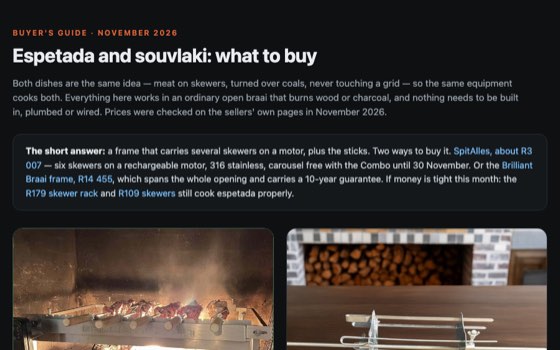 BUYER'S GUIDE · NOVEMBER 2026
Espetada and souvlaki: what to buy
Both dishes are the same idea — meat on skewers, turned over coals, never touching a grid — so the same equipment
cooks both. Everything here works in an ordinary open braai that burns wood or charcoal, and nothing needs to be built
in, plumbed or wired. Prices were checked on the sellers' own pages in November 2026.
The short answer: a frame that carries several skewers on a motor, plus the sticks. Two ways to buy it. SpitAlles, about R3
007 — six skewers on a rechargeable motor, 316 stainless, carousel free with the Combo until 30 November. Or the Brilliant
Braai frame, R14 455, which spans the whole opening and carries a 10-year guarantee. If money is tight this month: the
R179 skewer rack and R109 skewers still cook espetada properly.